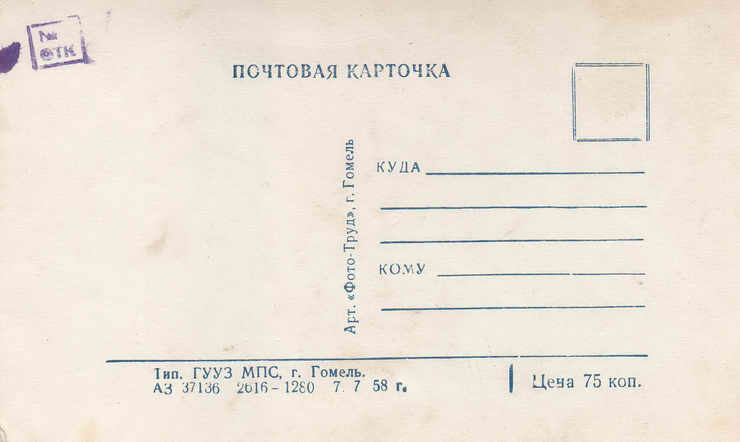 №
ФТК
ПОЧТОВАЯ КАРТОЧКА
КУДА
КОМУ
Арт. «Фото-Труд», г. Гомель
Тип. ГУУЗ МПС, г. Гомель.
АЗ 37136 2616–1280 7. 7 58 г.
Цена 75 коп.